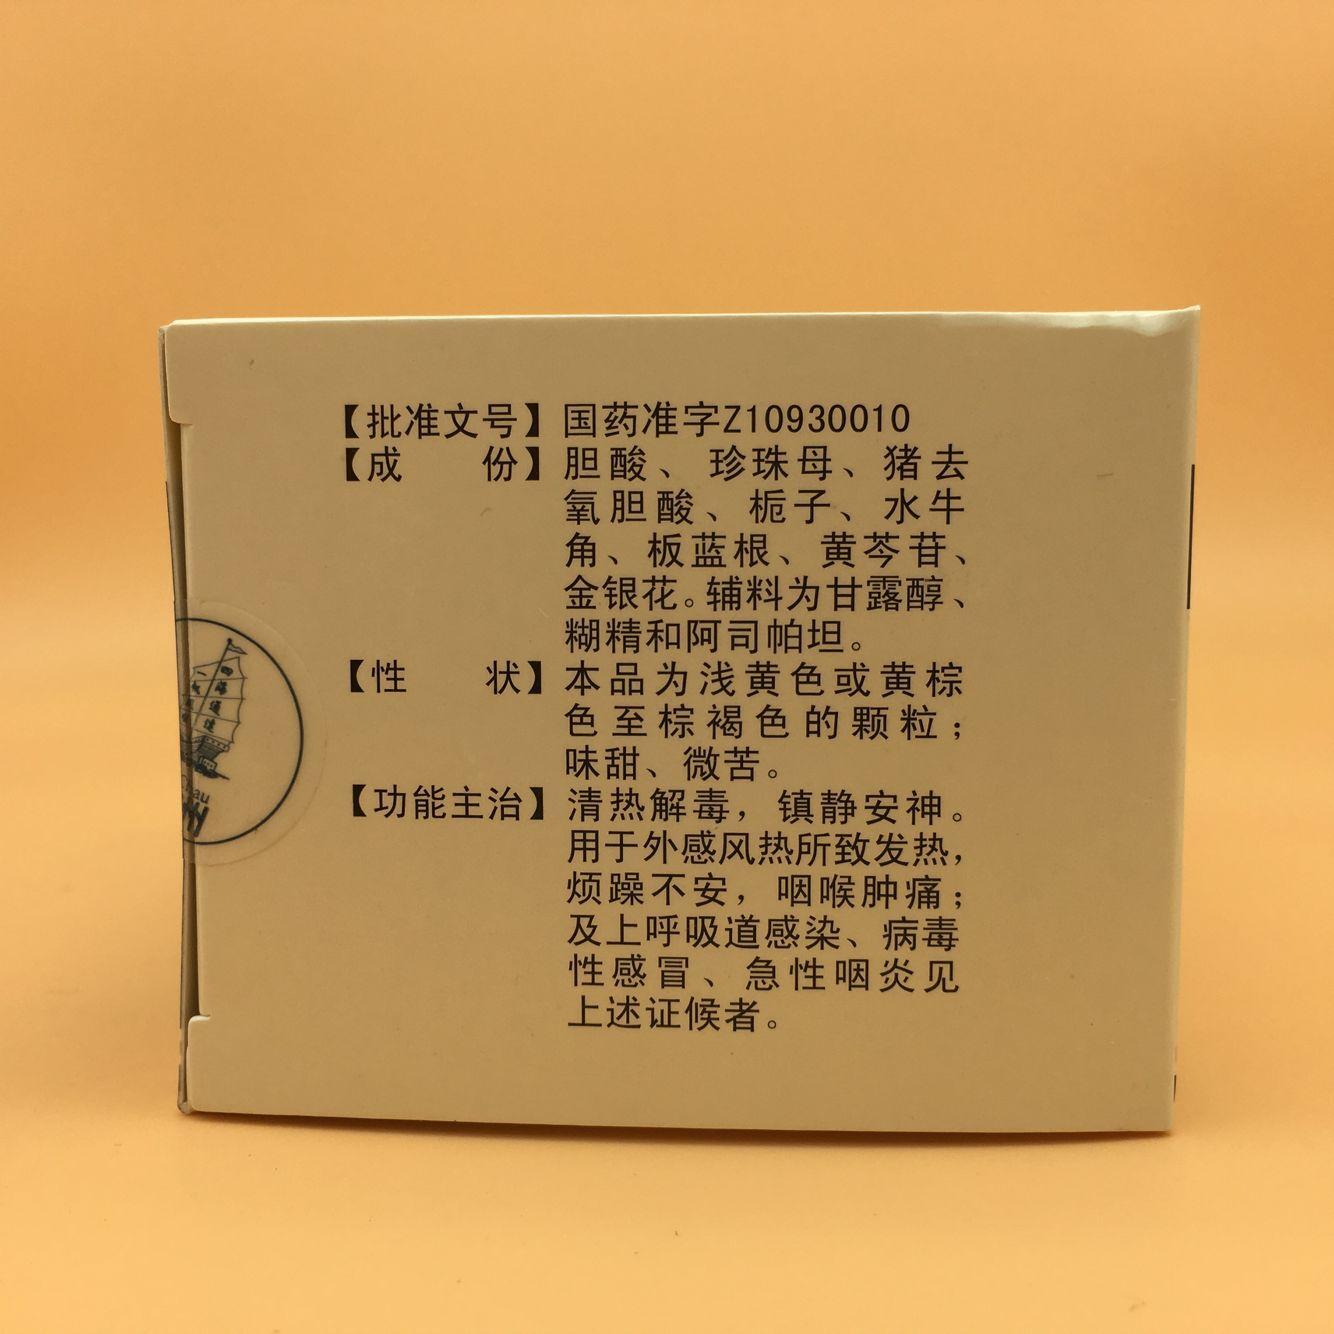 【批准文号】国药准字Z10930010
【成 份】胆酸、珍珠母、猪去
氧胆酸、栀子、水牛
角、板蓝根、黄芩苷、
金银花。辅料为甘露醇、
糊精和阿司帕坦。
【性 状】本品为浅黄色或黄棕
色至棕褐色的颗粒；
味甜、微苦。
【功能主治】清热解毒，镇静安神。
用于外感风热所致发热，
烦躁不安，咽喉肿痛；
及上呼吸道感染、病毒
性感冒、急性咽炎见
上述证候者。